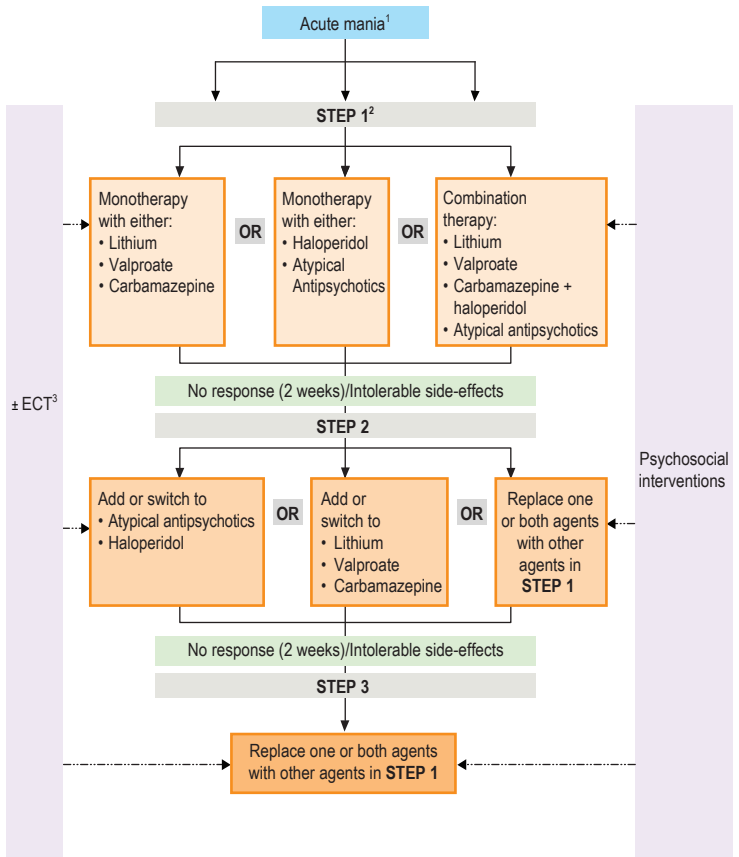 Acute mania¹
STEP 1²
Monotherapy
with either:
• Lithium
• Valproate
• Carbamazepine
OR
Monotherapy
with either:
• Haloperidol
• Atypical
Antipsychotics
OR
Combination
therapy:
• Lithium
• Valproate
• Carbamazepine +
haloperidol
• Atypical antipsychotics
No response (2 weeks)/Intolerable side-effects
± ECT³
STEP 2
Psychosocial
interventions
Add or switch to
• Atypical antipsychotics
• Haloperidol
OR
Add or
switch to
• Lithium
• Valproate
• Carbamazepine
OR
Replace one
or both agents
with other
agents in
STEP 1
No response (2 weeks)/Intolerable side-effects
STEP 3
Replace one or both agents
with other agents in STEP 1